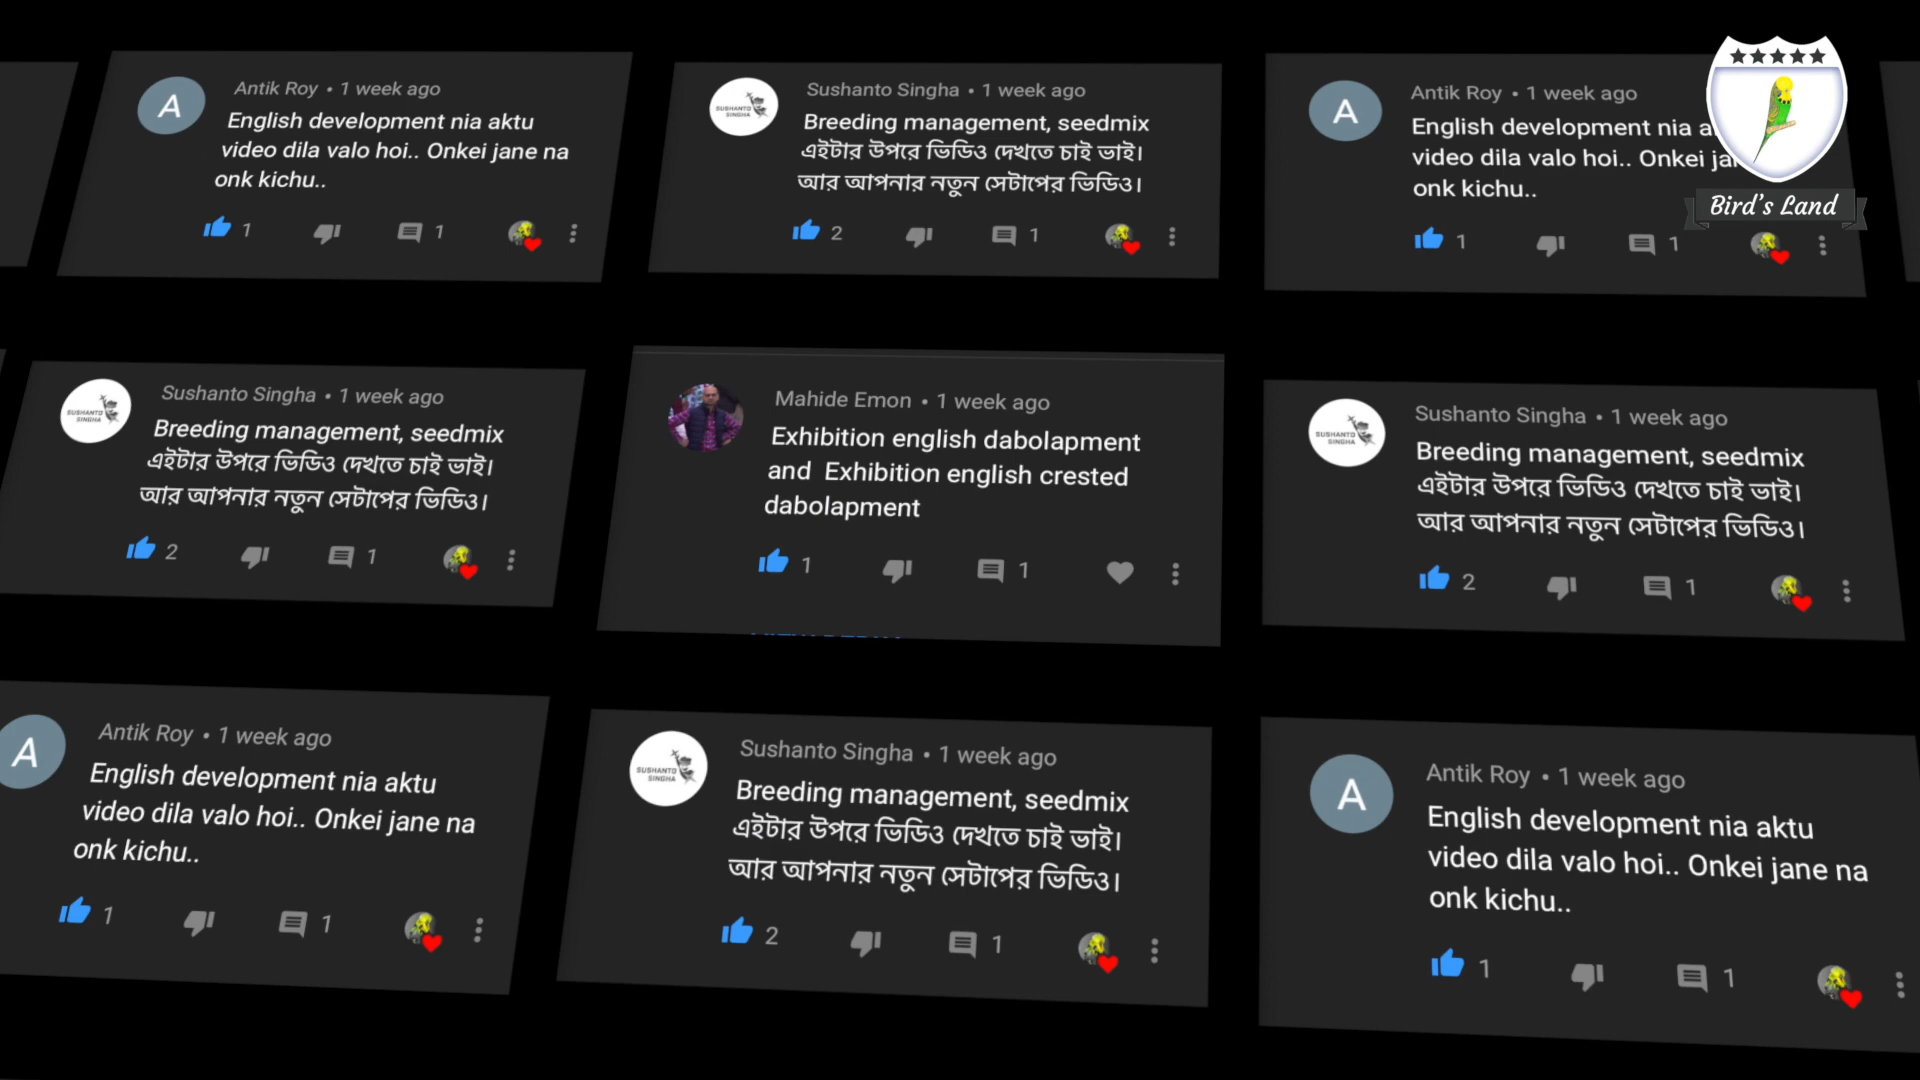 Antik Roy • 1 week ago
English development nia aktu
video dila valo hoi.. Onkei jane na
onk kichu..
1 1
SUSHANTO
SINGHA
Sushanto Singha • 1 week ago
Breeding management, seedmix
এইটার উপরে ভিডিও দেখতে চাই ভাই।
আর আপনার নতুন সেটাপের ভিডিও।
2 1
A
Antik Roy • 1 week ago
English development nia
video dila valo hoi.. Onkei
onk kichu..
1 1
Bird's Land
SUSHANTO
SINGHA
Sushanto Singha • 1 week ago
Breeding management, seedmix
এইটার উপরে ভিডিও দেখতে চাই ভাই।
আর আপনার নতুন সেটাপের ভিডিও।
2 1
Mahide Emon • 1 week ago
Exhibition english dabolapment
and Exhibition english crested
dabolapment
1 1
SUSHANTO
SINGHA
Sushanto Singha • 1 week ago
Breeding management, seedmix
এইটার উপরে ভিডিও দেখতে চাই ভাই।
আর আপনার নতুন সেটাপের ভিডিও।
2 1
A
Antik Roy • 1 week ago
English development nia aktu
video dila valo hoi.. Onkei jane na
onk kichu..
1 1
SUSHANTO
SINGHA
Sushanto Singha • 1 week ago
Breeding management, seedmix
এইটার উপরে ভিডিও দেখতে চাই ভাই।
আর আপনার নতুন সেটাপের ভিডিও।
2 1
A
Antik Roy • 1 week ago
English development nia aktu
video dila valo hoi.. Onkei jane na
onk kichu..
1 1